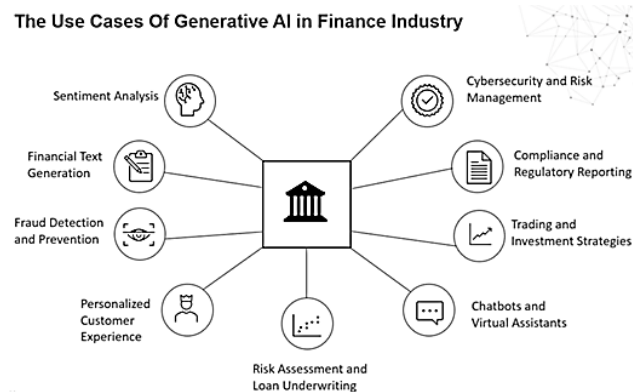 The Use Cases Of Generative AI in Finance Industry
Sentiment Analysis
Cybersecurity and Risk
Management
Financial Text
Generation
Compliance and
Regulatory Reporting
Fraud Detection
and Prevention
Trading and
Investment Strategies
Personalized
Customer
Experience
Chatbots and
Virtual Assistants
Risk Assessment and
Loan Underwriting